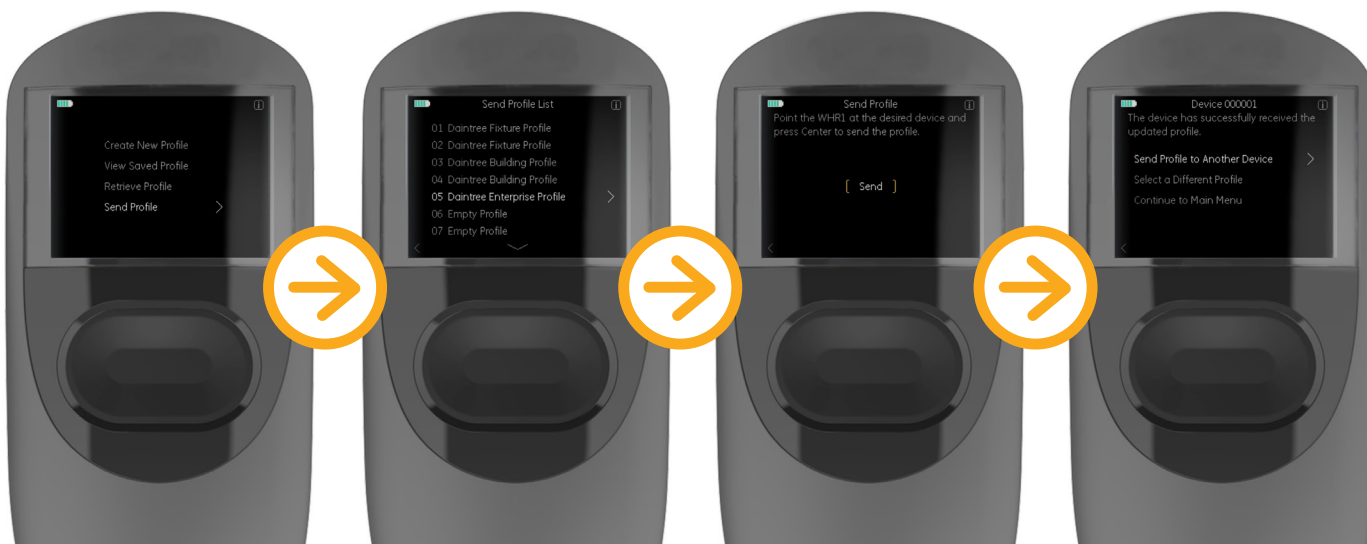 Create New Profile
View Saved Profile
Retrieve Profile
Send Profile
Send Profile List
01 Daintree Fixture Profile
02 Daintree Fixture Profile
03 Daintree Building Profile
04 Daintree Building Profile
05 Daintree Enterprise Profile
06 Empty Profile
07 Empty Profile
Send Profile
Point the WHR1 at the desired device and
press Center to send the profile.
[ Send ]
Device 000001
The device has successfully received the
updated profile.
Send Profile to Another Device
Select a Different Profile
Continue to Main Menu